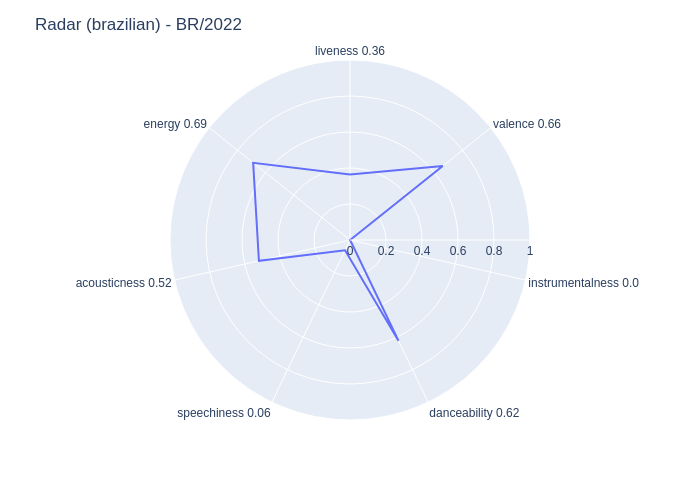 Radar (brazilian) - BR/2022
liveness 0.36
energy 0.69
valence 0.66
0 0.2 0.4 0.6 0.8 1
acousticness 0.52
instrumentalness 0.0
speechiness 0.06
danceability 0.62